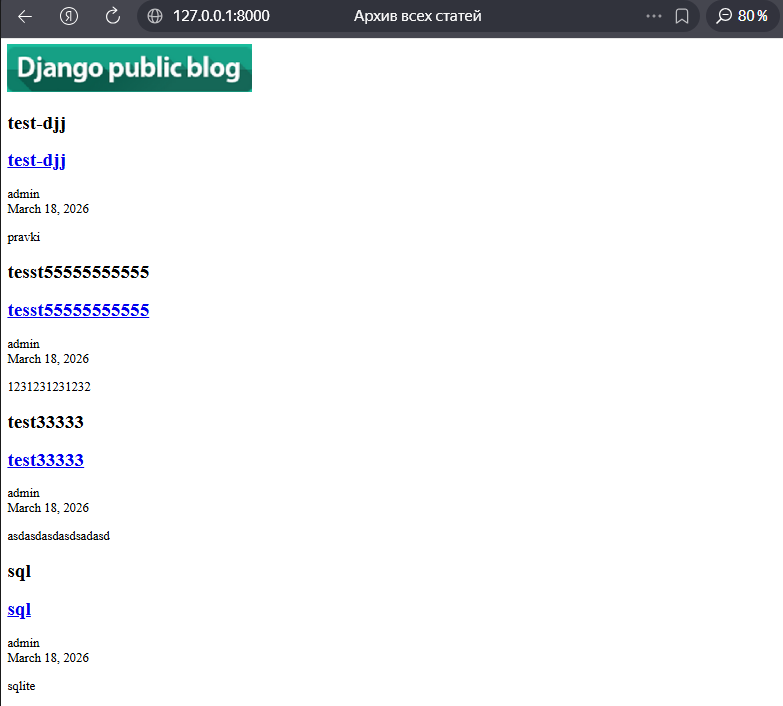 127.0.0.1:8000 Архив всех статей 80 %
Django public blog
test-djj
test-djj
admin
March 18, 2026
pravki
tesst55555555555
tesst55555555555
admin
March 18, 2026
1231231231232
test33333
test33333
admin
March 18, 2026
asdasdasdasdsadasd
sql
sql
admin
March 18, 2026
sqlite